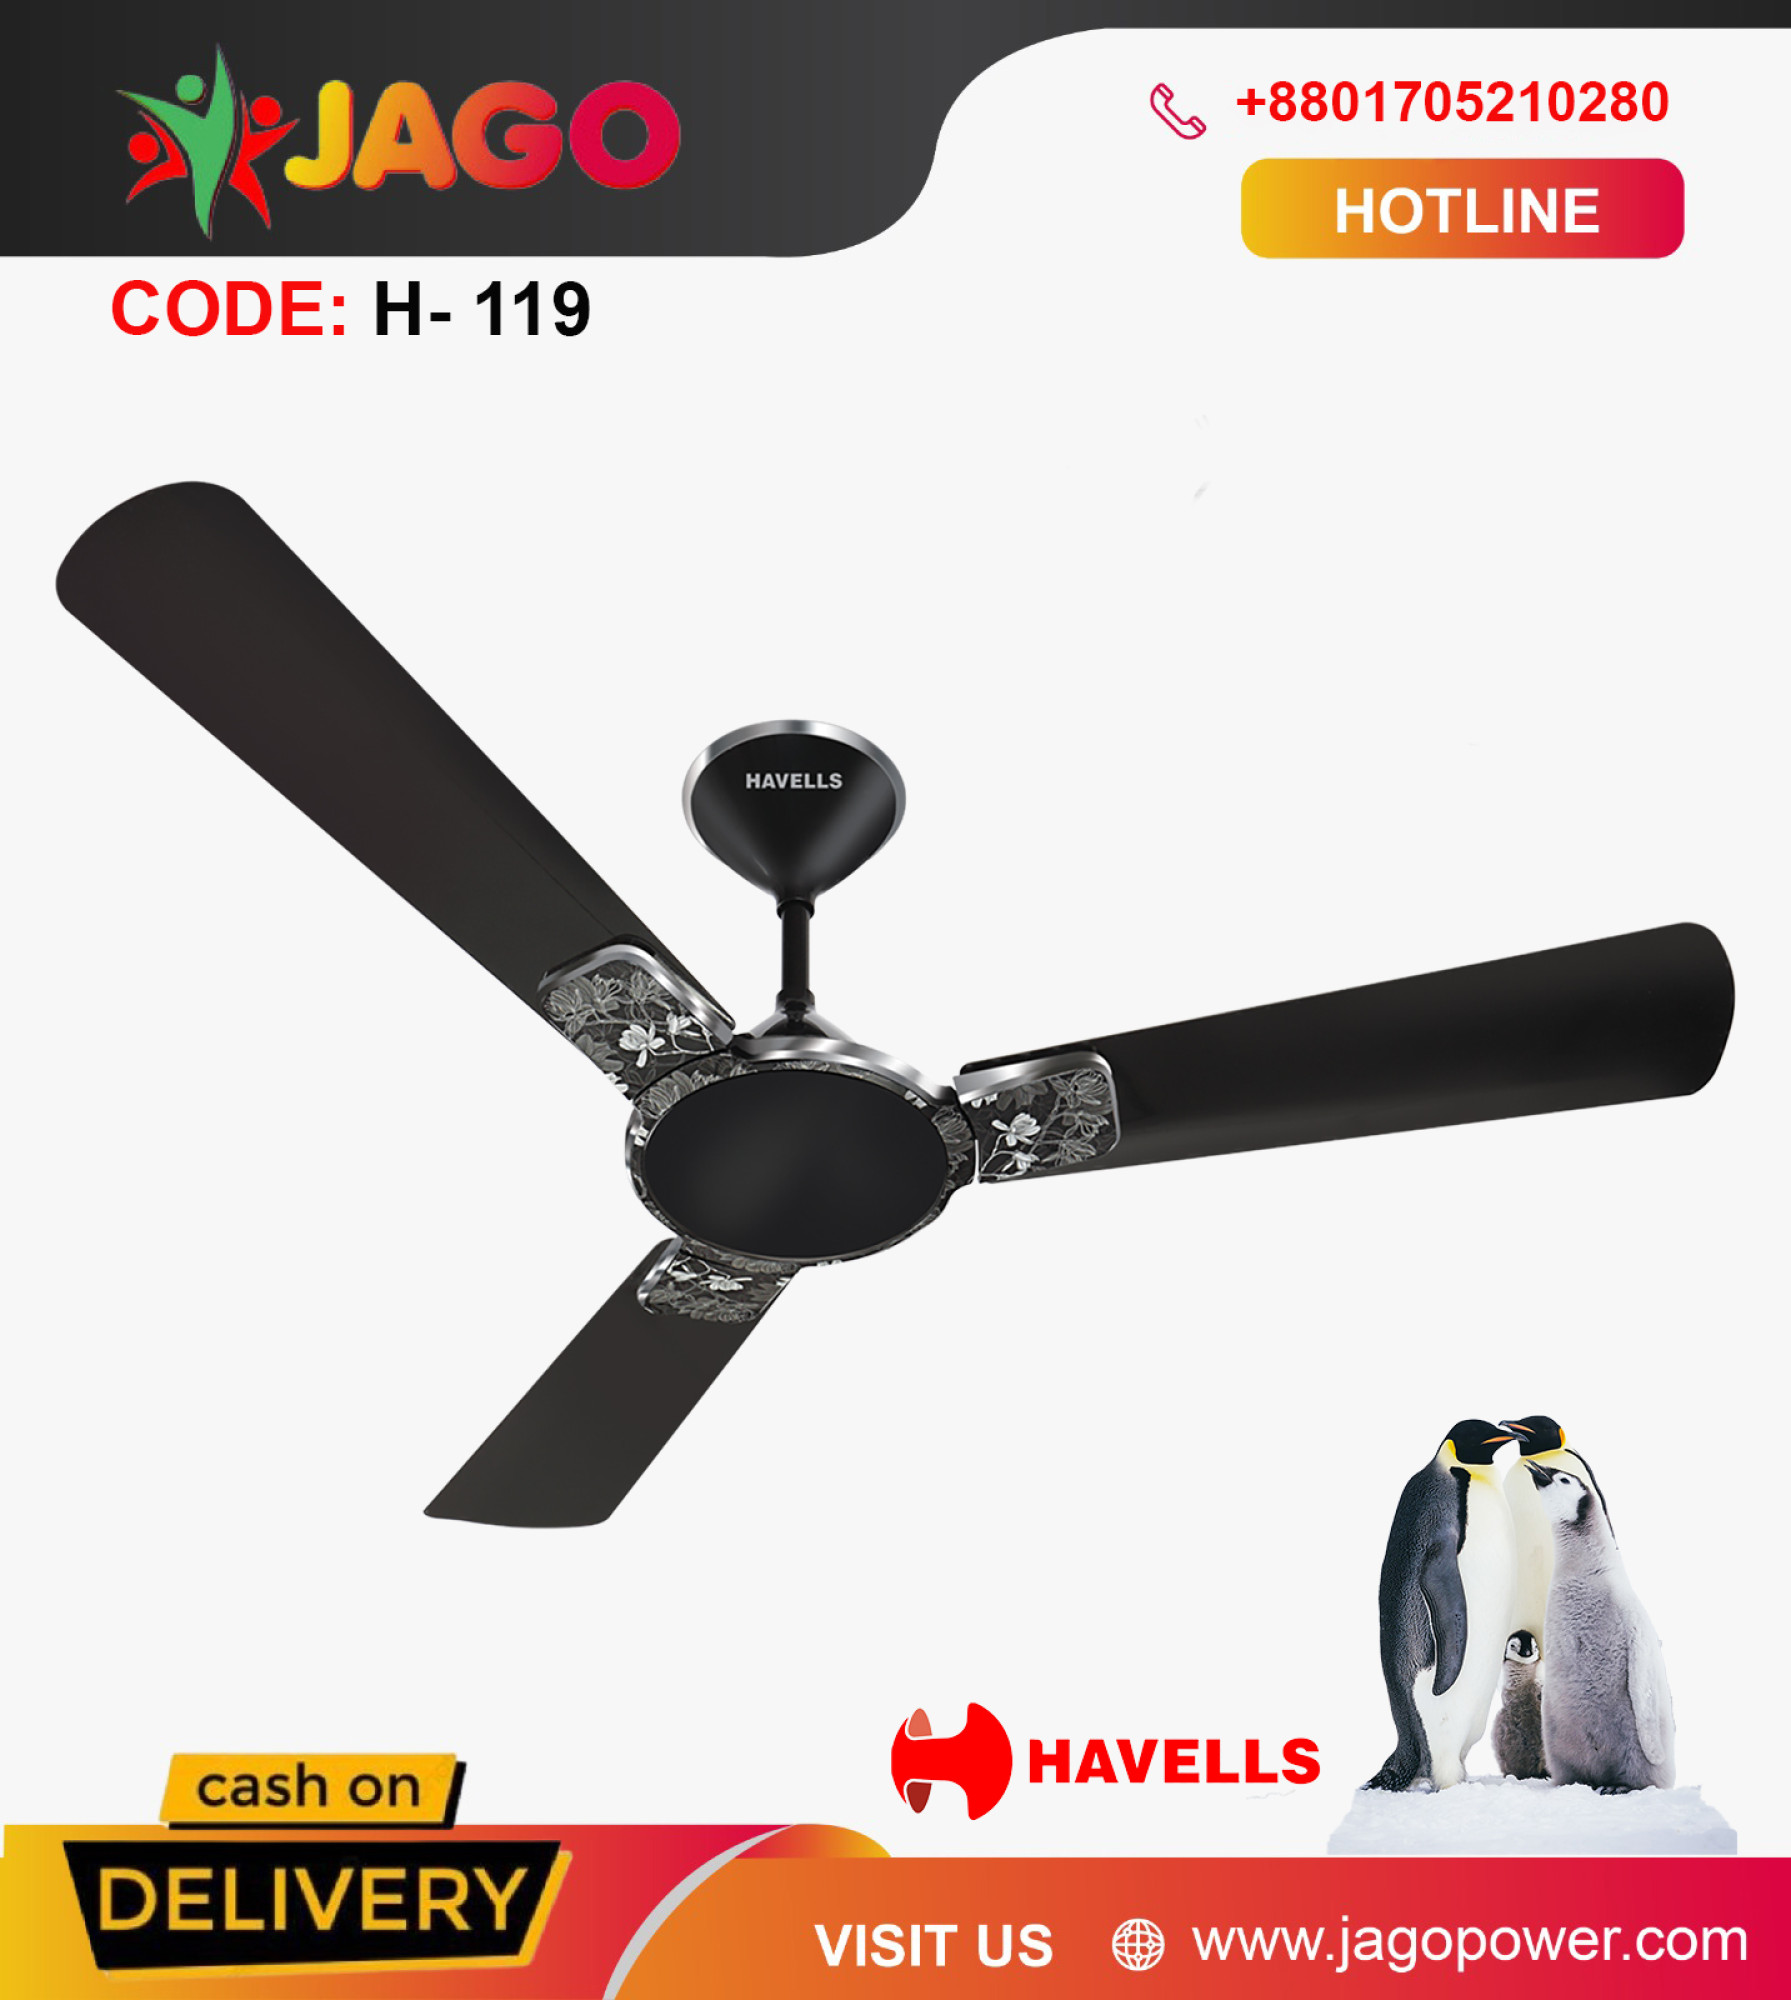 JAGO
+8801705210280
HOTLINE
CODE: H- 119
HAVELLS
HAVELLS
cash on
DELIVERY
VISIT US
www.jagopower.com